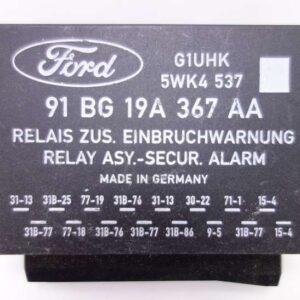 Ford
G1UHK
5WK4 537
91 BG 19A 367 AA
RELAIS ZUS. EINBRUCHWARNUNG
RELAY ASY.-SECUR. ALARM
MADE IN GERMANY
31-13 31B-25 77-19 31B-76 31-13 30-22 71-1 15-4
31B-77 77-18 31B-76 31B-77 31B-86 9-5 31B-77 15-4